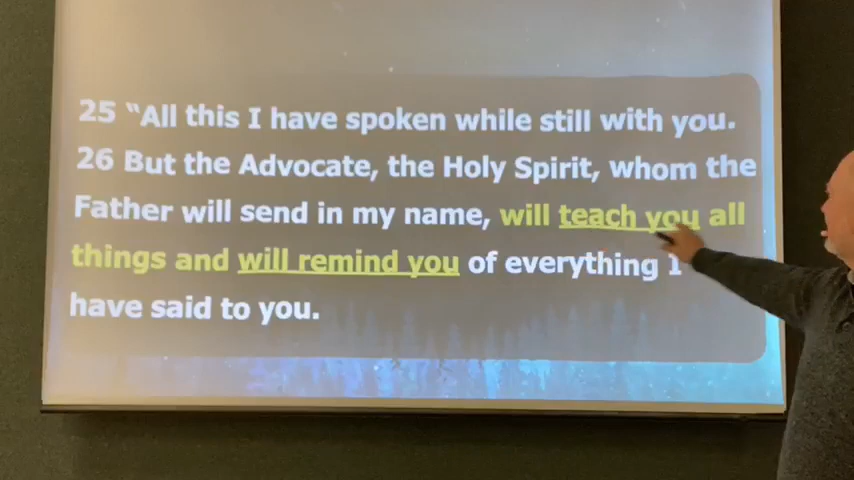 25 “All this I have spoken while still with you.
26 But the Advocate, the Holy Spirit, whom the
Father will send in my name, will teach you all
things and will remind you of everything I
have said to you.